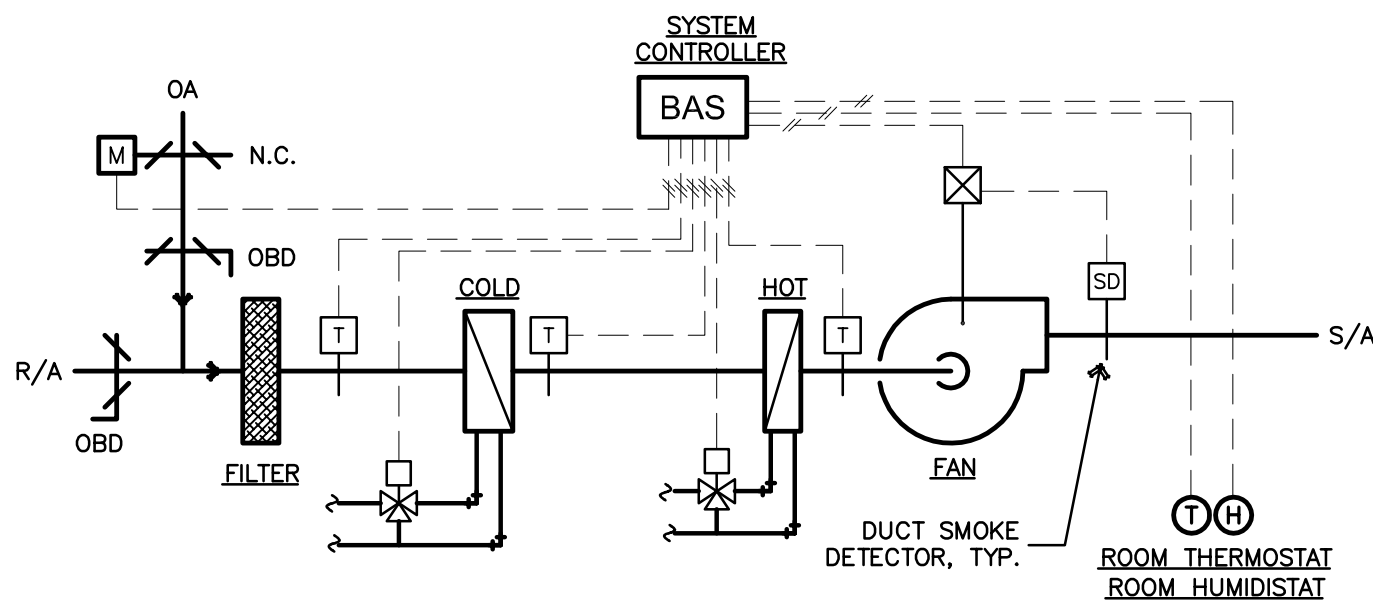 SYSTEM
CONTROLLER
BAS
OA
M
N.C.
OBD
COLD
HOT
SD
T
T
T
R/A
S/A
OBD
FILTER
FAN
T
H
DUCT SMOKE
DETECTOR, TYP.
ROOM THERMOSTAT
ROOM HUMIDISTAT